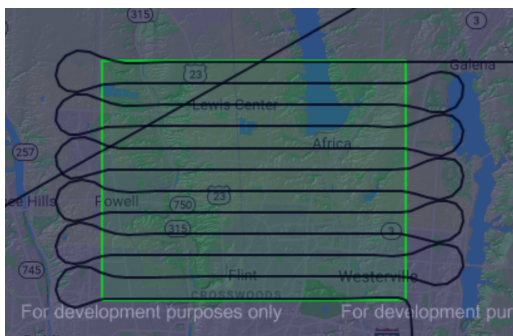 315
3
Galena
23
Lewis Center
Africa
257
ee Hills
Powell
23
750
315
3
745
Flint
Westerville
CROSSWOODS
For development purposes only
For development pur